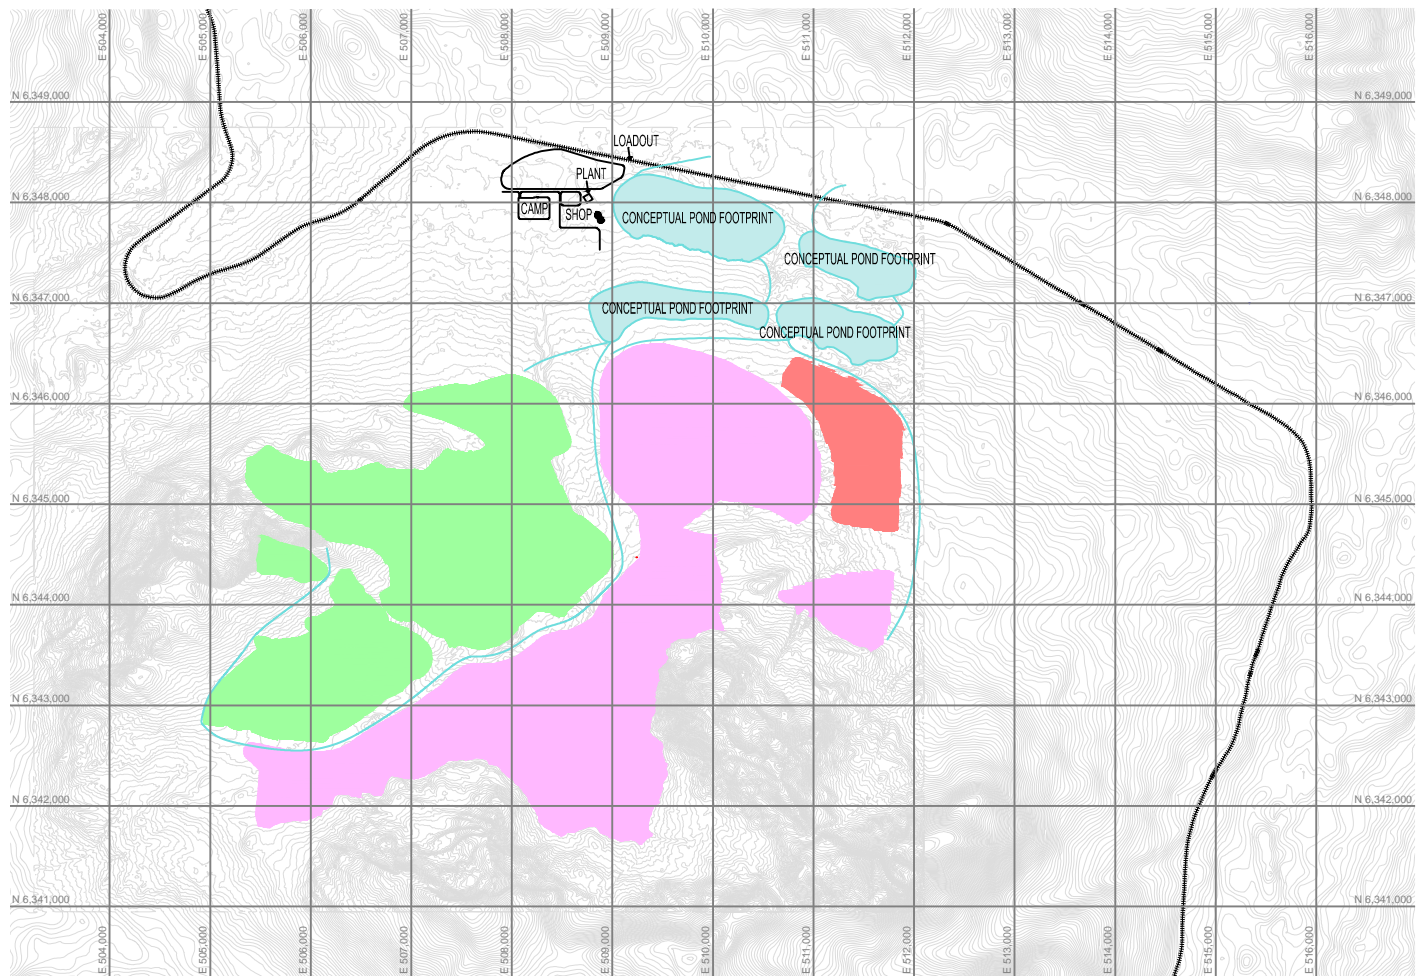 E 504,000
E 505,000
E 506,000
E 507,000
E 508,000
E 509,000
E 510,000
E 511,000
E 512,000
E 513,000
E 514,000
E 515,000
E 516,000
N 6,349,000
N 6,349,000
LOADOUT
PLANT
N 6,348,000
N 6,348,000
CAMP
SHOP
CONCEPTUAL POND FOOTPRINT
CONCEPTUAL POND FOOTPRINT
N 6,347,000
N 6,347,000
CONCEPTUAL POND FOOTPRINT
CONCEPTUAL POND FOOTPRINT
N 6,346,000
N 6,346,000
N 6,345,000
N 6,345,000
N 6,344,000
N 6,344,000
N 6,343,000
N 6,343,000
N 6,342,000
N 6,342,000
N 6,341,000
N 6,341,000
E 504,000
E 505,000
E 506,000
E 507,000
E 508,000
E 509,000
E 510,000
E 511,000
E 512,000
E 513,000
E 514,000
E 515,000
E 516,000